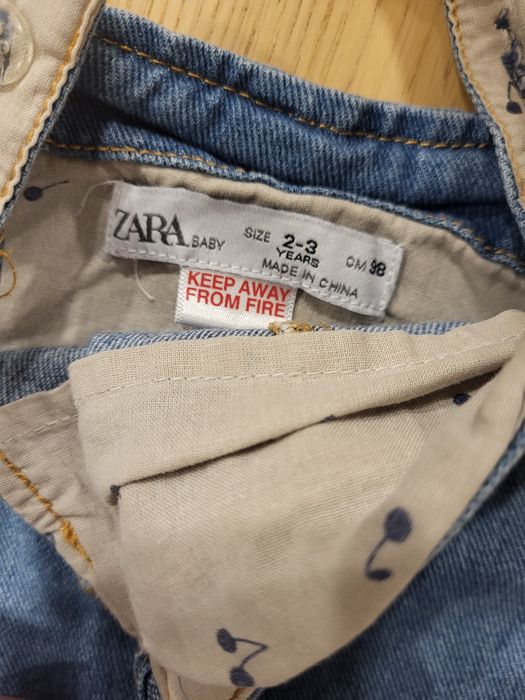 ZARA BABY SIZE 2-3 YEARS CM 98
MADE IN CHINA
KEEP AWAY
FROM FIRE